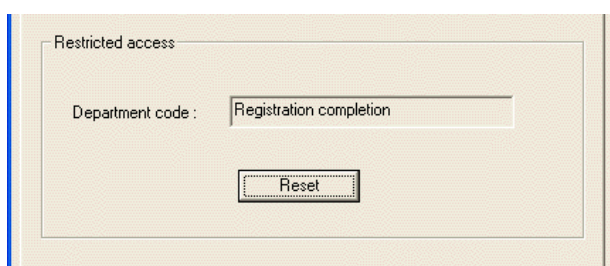 Restricted access
Department code : Registration completion
Reset